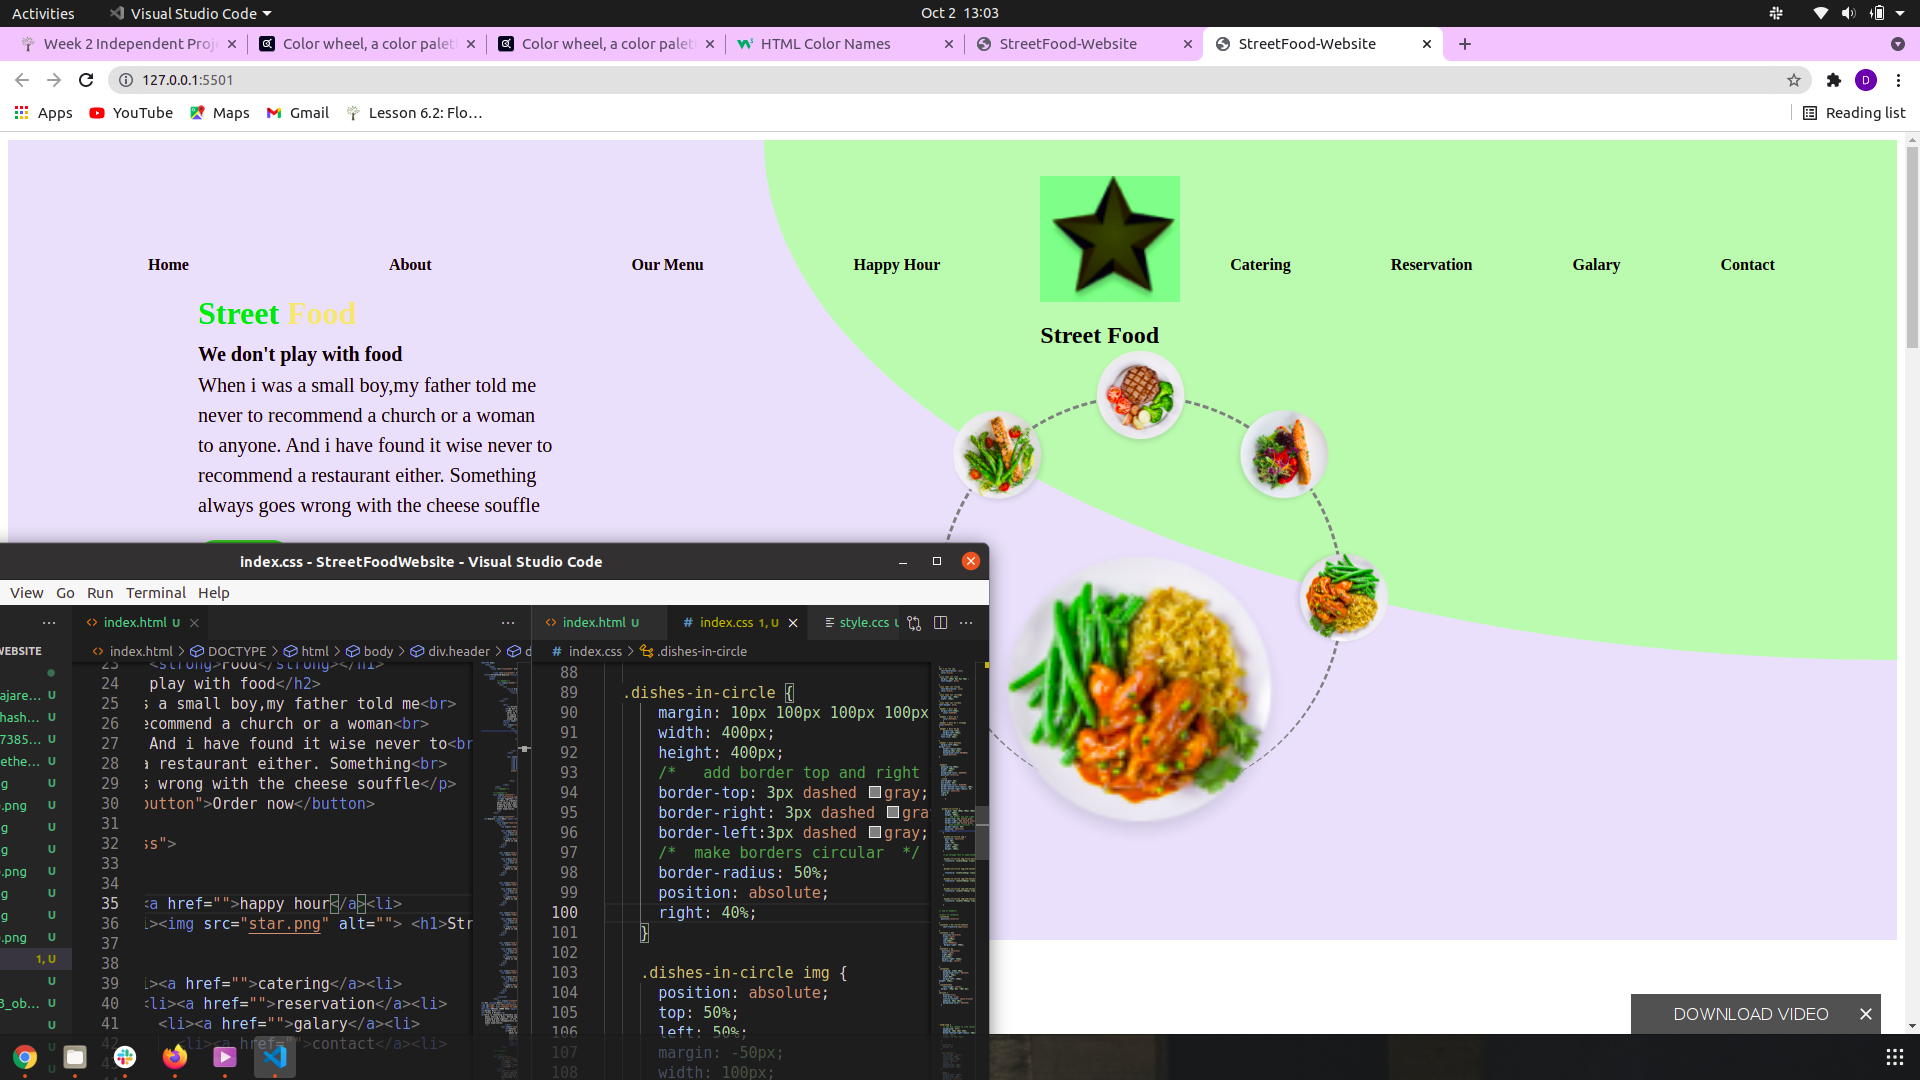 Activities
Visual Studio Code
Oct 2 13:03
Week 2 Independent Proj
Color wheel, a color palet
Color wheel, a color palet
HTML Color Names
StreetFood-Website
StreetFood-Website
127.0.0.1:5501
D
Apps
YouTube
Maps
Gmail
Lesson 6.2: Flo…
Reading list
Home
About
Our Menu
Happy Hour
Catering
Reservation
Galary
Contact
Street Food
Street Food
We don't play with food
When i was a small boy,my father told me
never to recommend a church or a woman
to anyone. And i have found it wise never to
recommend a restaurant either. Something
always goes wrong with the cheese souffle
index.css - StreetFoodWebsite - Visual Studio Code
View Go Run Terminal Help
index.html U
index.html U
index.css 1, U
style.ccs U
WEBSITE
index.html > DOCTYPE > html > body > div.header > d
index.css > .dishes-in-circle
ajare… U
hash… U
7385… U
ethe… U
g U
.png U
g U
g U
.png U
g U
g U
.png U
1, U
U
3_ob… U
U
U
U
23 <strong>Food</strong></h1>
24 play with food</h2>
25 s a small boy,my father told me<br>
26 ecommend a church or a woman<br>
27 And i have found it wise never to<br
28 a restaurant either. Something<br>
29 s wrong with the cheese souffle</p>
30 button">Order now</button>
31
32 ss">
33
34
35 <a href="">happy hour</a><li>
36 i><img src="star.png" alt=""> <h1>Str
37
38
39 i><a href="">catering</a><li>
40 <li><a href="">reservation</a><li>
41 <li><a href="">galary</a><li>
42 <li><a href="">contact</a><li>
43
88
89 .dishes-in-circle {
90 margin: 10px 100px 100px 100px
91 width: 400px;
92 height: 400px;
93 /* add border top and right
94 border-top: 3px dashed gray;
95 border-right: 3px dashed gra
96 border-left:3px dashed gray;
97 /* make borders circular */
98 border-radius: 50%;
99 position: absolute;
100 right: 40%;
101 }
102
103 .dishes-in-circle img {
104 position: absolute;
105 top: 50%;
106 left: 50%;
107 margin: -50px;
108 width: 100px;
DOWNLOAD VIDEO